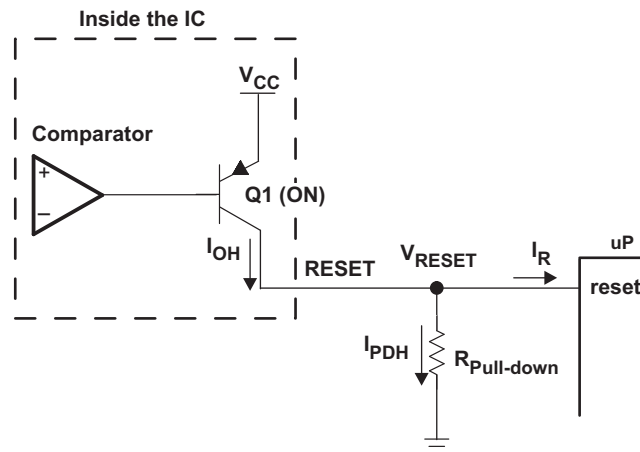 Inside the IC
VCC
Comparator
+
−
Q1 (ON)
IOH
RESET
VRESET
IR
uP
reset
IPDH
RPull-down